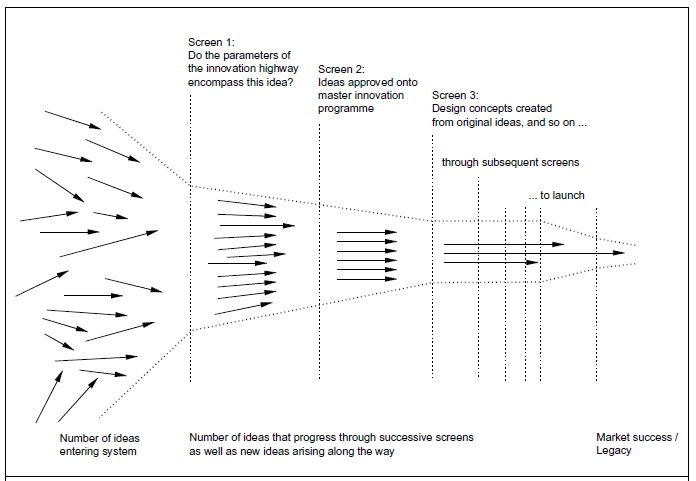 Screen 1:
Do the parameters of
the innovation highway
encompass this idea?
Screen 2:
Ideas approved onto
master innovation
programme
Screen 3:
Design concepts created
from original ideas, and so on ...
through subsequent screens
... to launch
Number of ideas
entering system
Number of ideas that progress through successive screens
as well as new ideas arising along the way
Market success /
Legacy